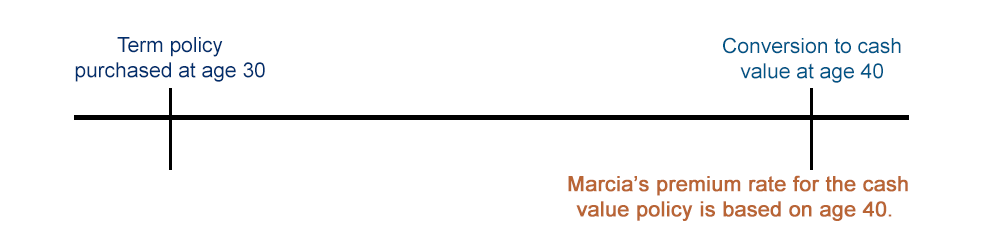 Term policy
purchased at age 30
Conversion to cash
value at age 40
Marcia’s premium rate for the cash
value policy is based on age 40.